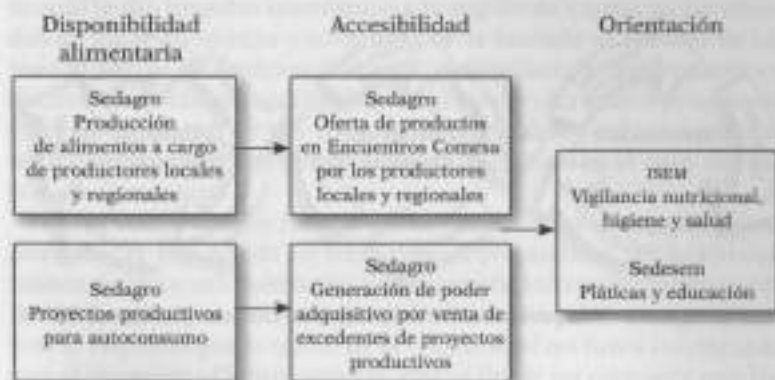 Disponibilidad
alimentaria
Accesibilidad
Orientación
Sedagro
Producción
de alimentos a cargo
de productores locales
y regionales
Sedagro
Oferta de productos
en Encuentros Comesa
por los productores
locales y regionales
ISEM
Vigilancia nutricional,
higiene y salud
Sedesem
Pláticas y educación
Sedagro
Proyectos productivos
para autoconsumo
Sedagro
Generación de poder
adquisitivo por venta de
excedentes de proyectos
productivos